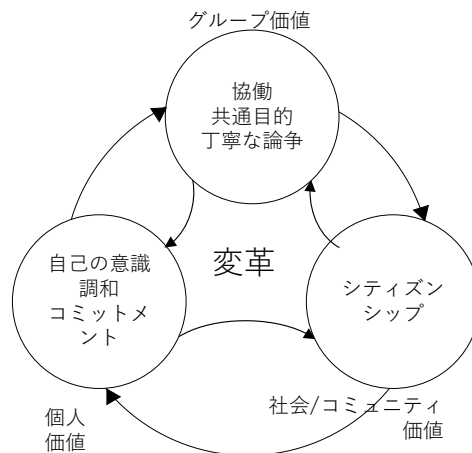 グループ価値
協働
共通目的
丁寧な論争
変革
自己の意識
調和
コミットメ
ント
シティズン
シップ
個人
価値
社会/コミュニティ
価値